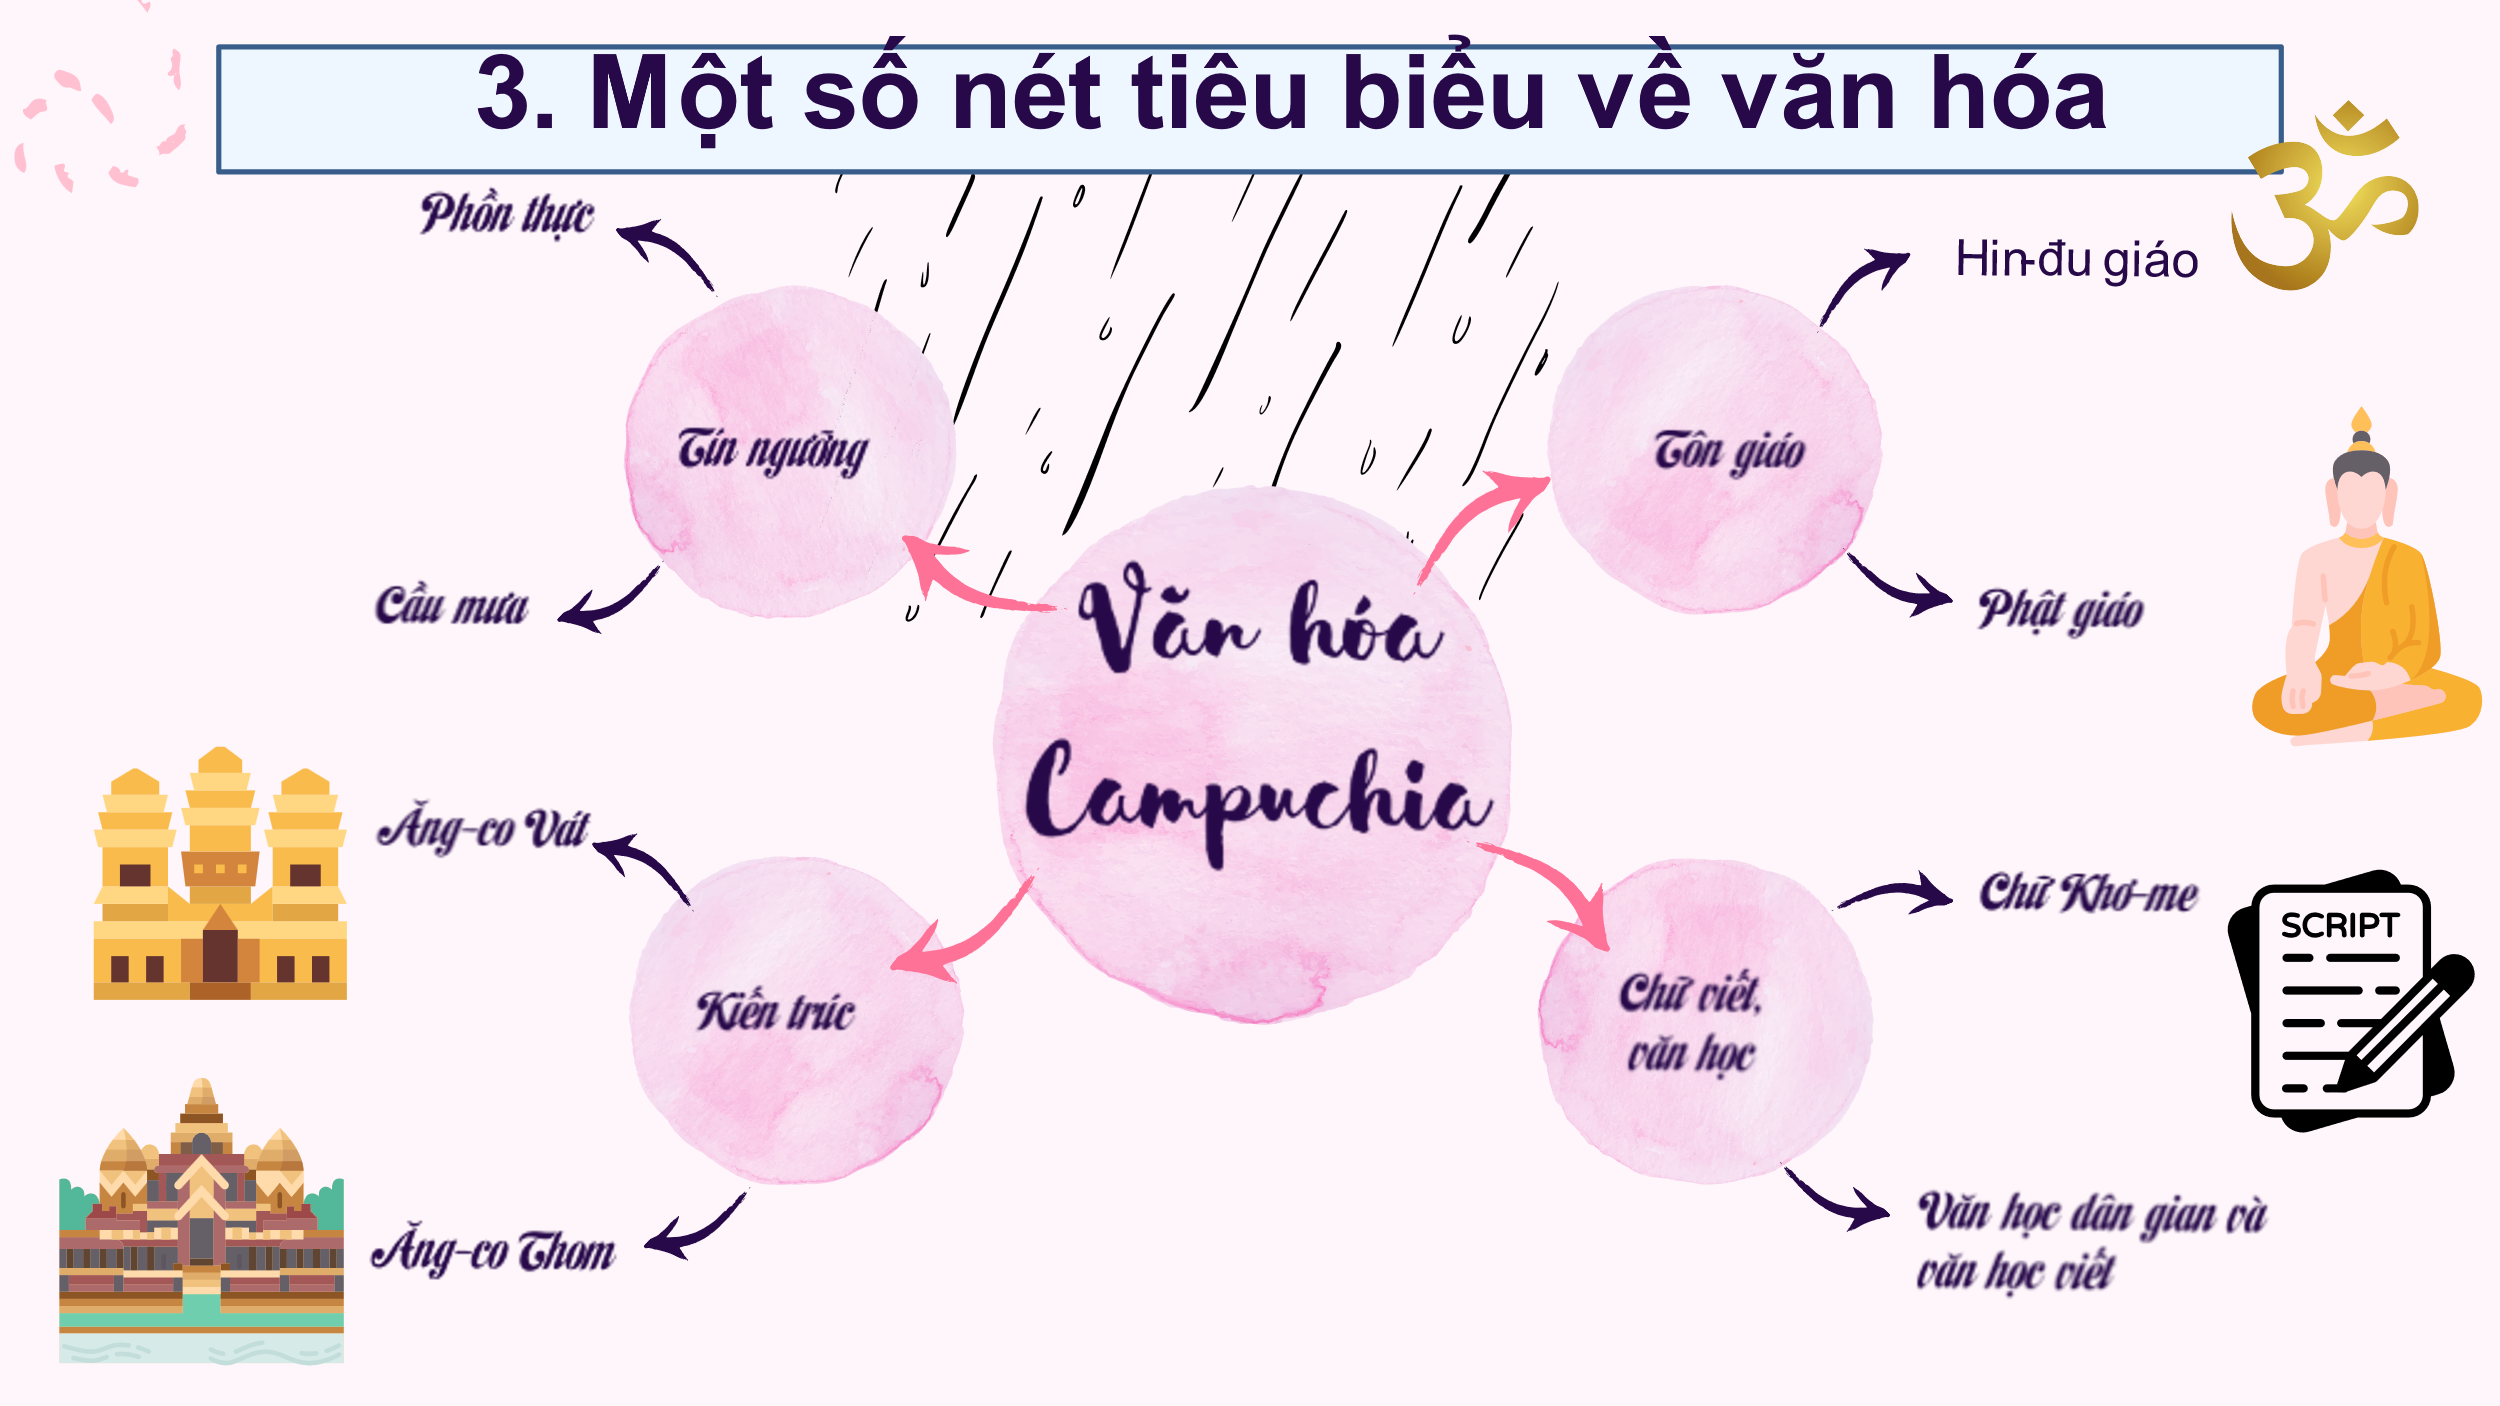 3. Một số nét tiêu biểu về văn hóa
Phồn thực
Hin-đu giáo
Tín ngưỡng
Tôn giáo
Cầu mưa
Phật giáo
Văn hóa
Campuchia
Ăng-co Vát
Chữ Khơ-me
SCRIPT
Kiến trúc
Chữ viết,
văn học
Ăng-co Thom
Văn học dân gian và
văn học viết